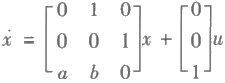 ẋ = [0 1 0; 0 0 1; a b 0] x + [0; 0; 1] u